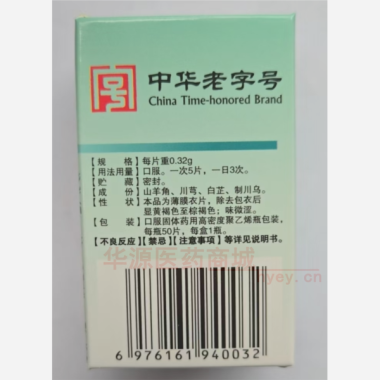 中华老字号
China Time-honored Brand
【规 格】每片重0.32g
【用法用量】口服。一次5片，一日3次。
【贮 藏】密封。
【成 份】山羊角、川芎、白芷、制川乌。
【性 状】本品为薄膜衣片，除去包衣后
显黄褐色至棕褐色；味微涩。
【包 装】口服固体药用高密度聚乙烯瓶包装，
每瓶50片，每盒1瓶。
【不良反应】【禁忌】【注意事项】等详见说明书。
华源医药商城
hyey.cn
6 976161 940032